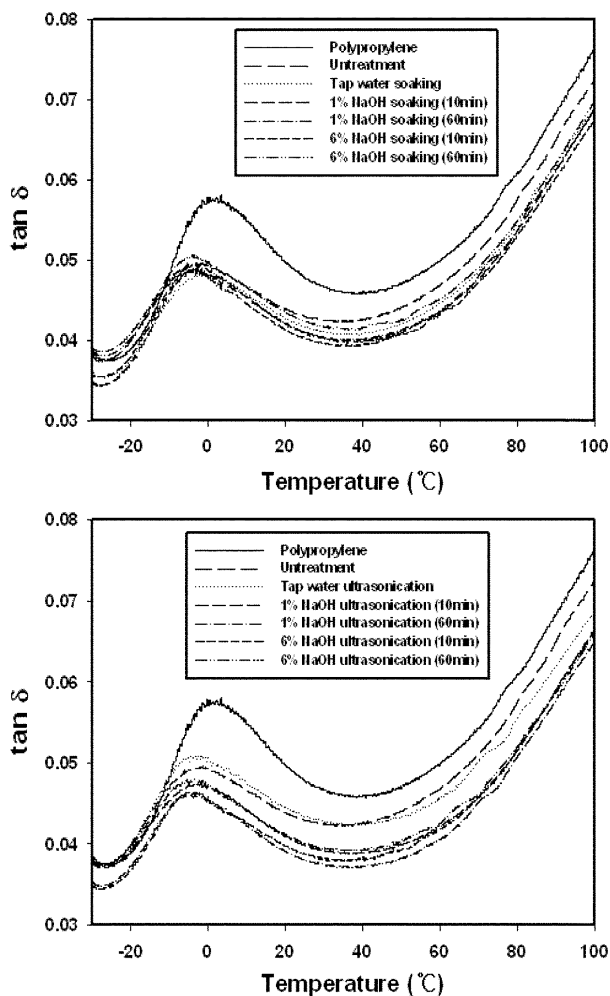 0.08
0.07
0.06
0.05
0.04
0.03
tan δ
Polypropylene
Untreatment
Tap water soaking
1% NaOH soaking (10min)
1% NaOH soaking (60min)
6% NaOH soaking (10min)
6% NaOH soaking (60min)
-20 0 20 40 60 80 100
Temperature (℃)
0.08
0.07
0.06
0.05
0.04
0.03
tan δ
Polypropylene
Untreatment
Tap water ultrasonication
1% NaOH ultrasonication (10min)
1% NaOH ultrasonication (60min)
6% NaOH ultrasonication (10min)
6% NaOH ultrasonication (60min)
-20 0 20 40 60 80 100
Temperature (℃)